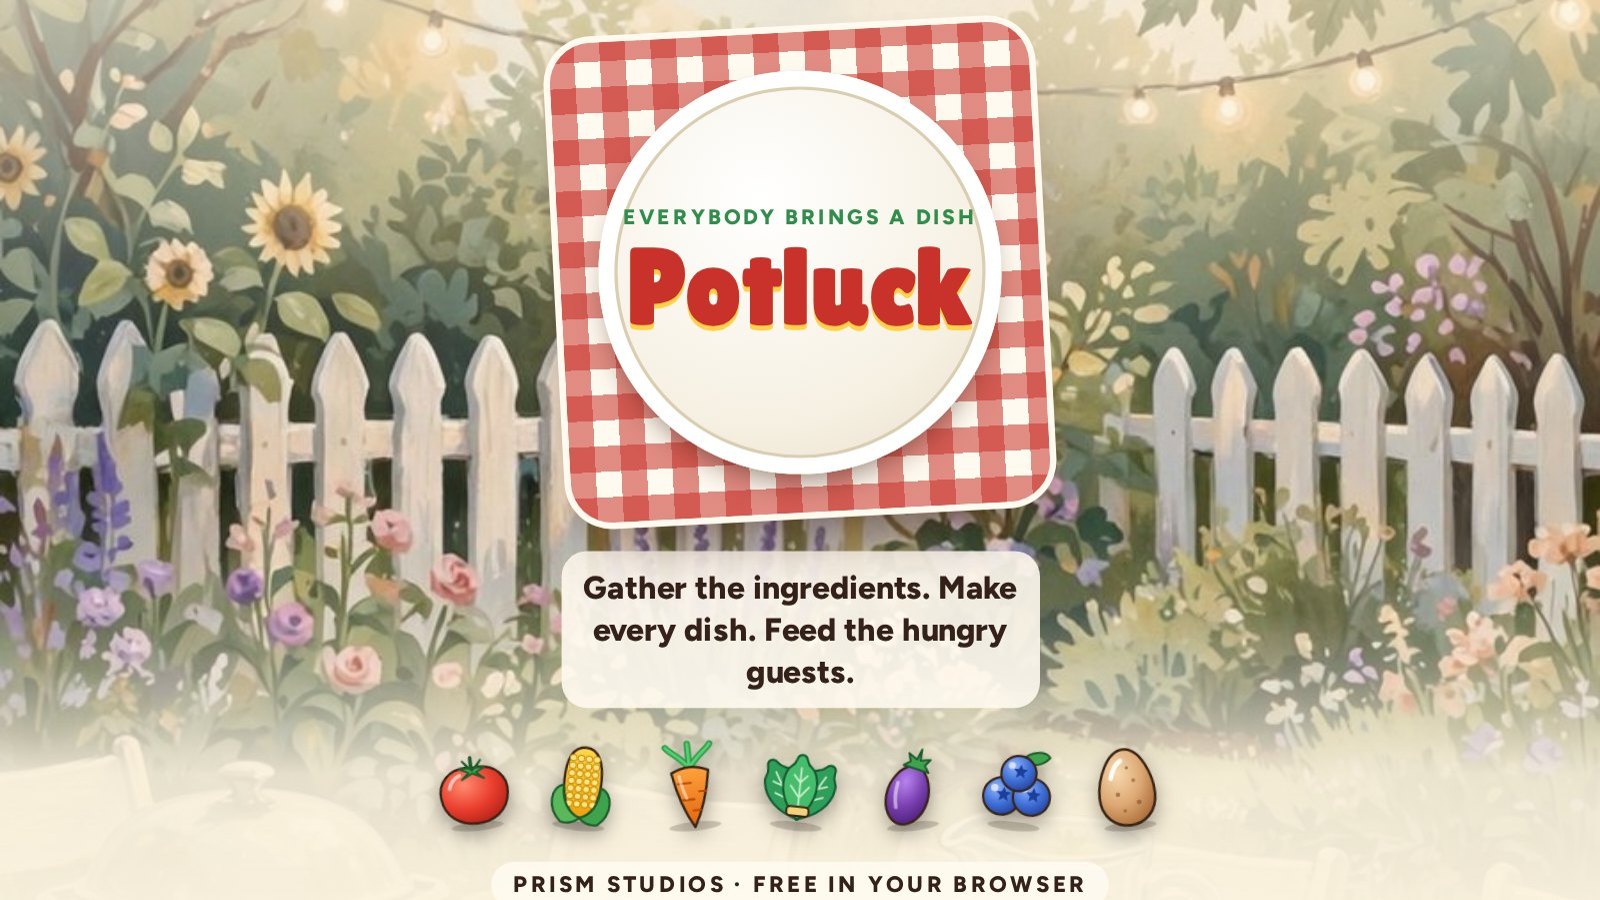 EVERYBODY BRINGS A DISH
Potluck
Gather the ingredients. Make
every dish. Feed the hungry
guests.
PRISM STUDIOS · FREE IN YOUR BROWSER